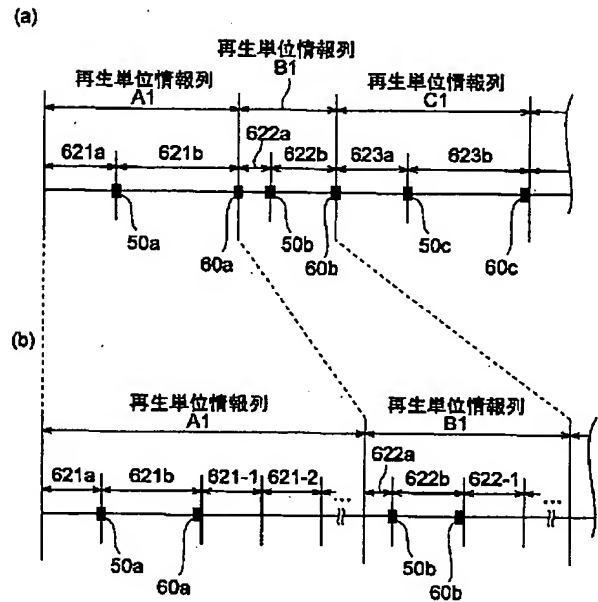 (a)
再生単位情報列
B1
再生単位情報列
A1
再生単位情報列
C1
622a
621a 621b 622b 623a 623b
50a 60a 50b 60b 50c 60c
(b)
再生単位情報列
A1
再生単位情報列
B1
622a
621a 621b 621-1 621-2 ... 622b 622-1 ...
50a 60a 50b 60b